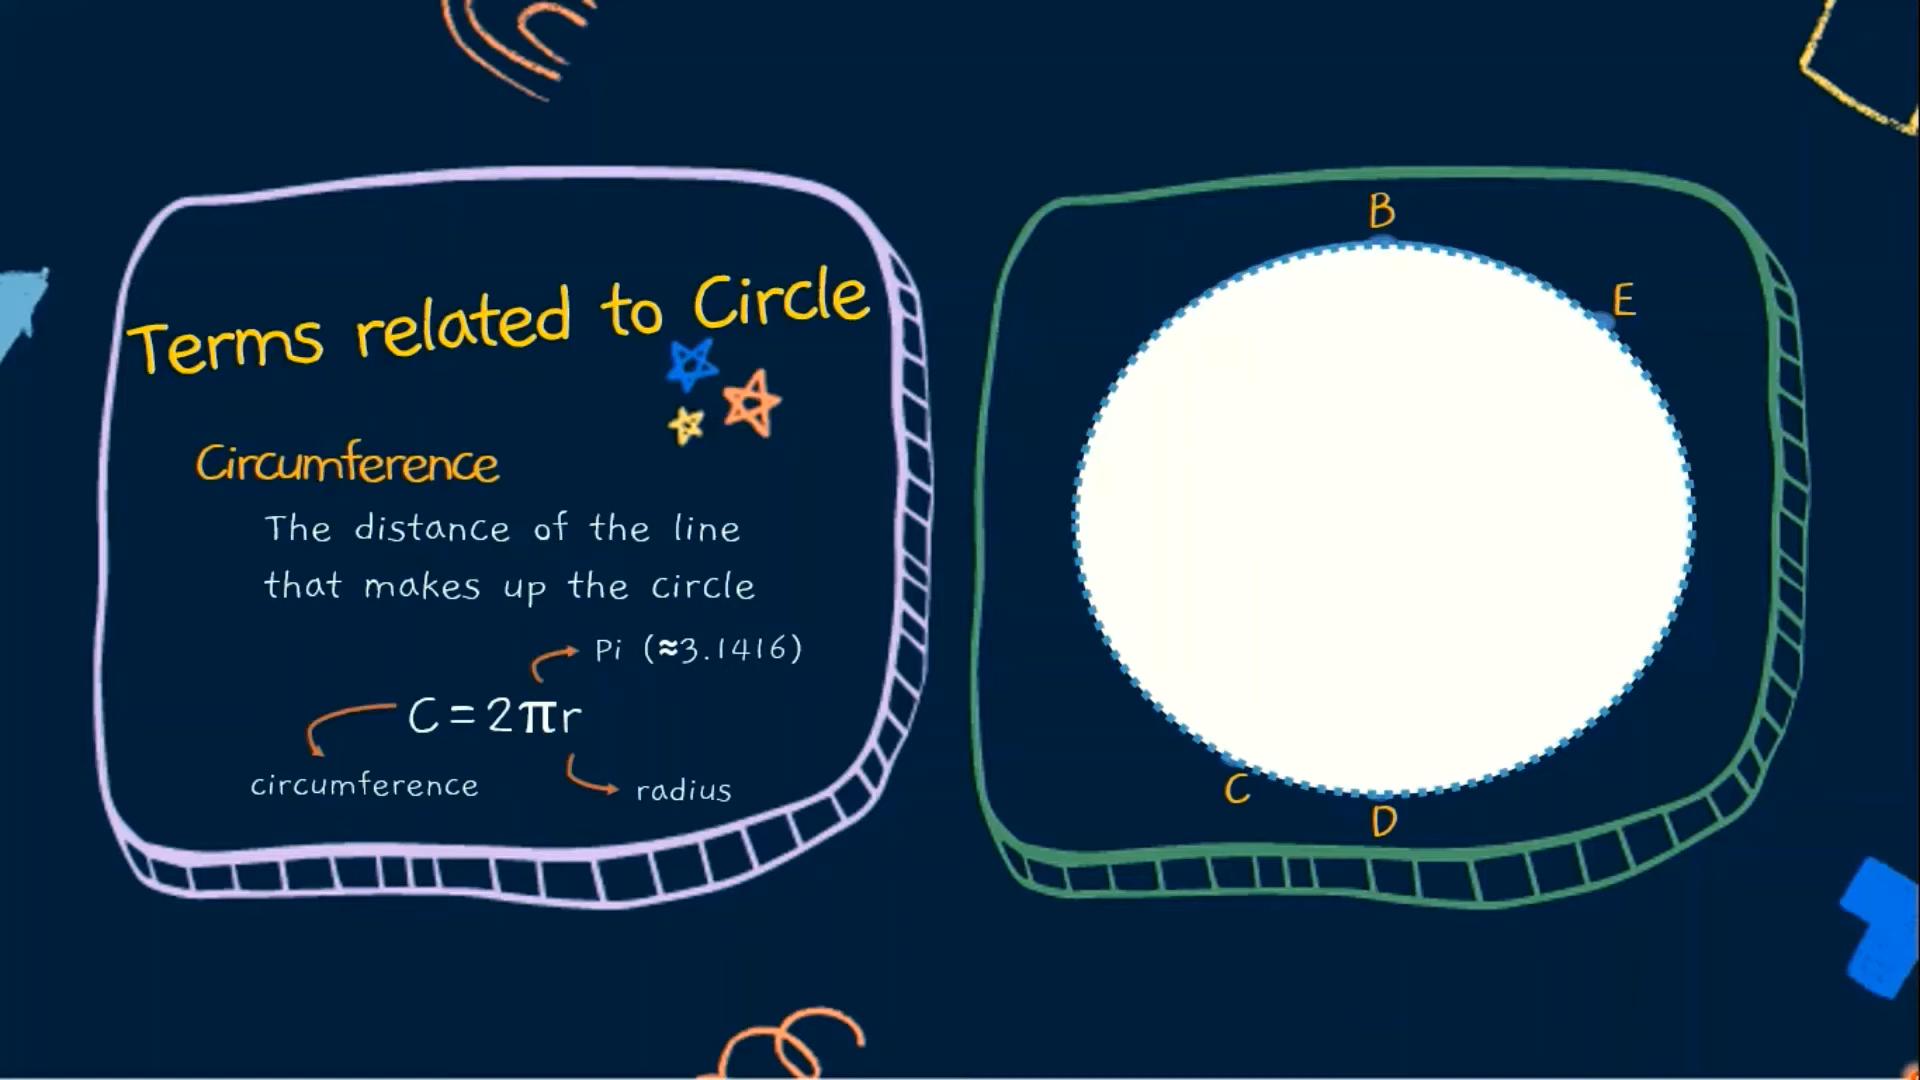 Terms related to Circle
Circumference
The distance of the line
that makes up the circle
Pi (≈3.1416)
C = 2πr
circumference
radius
B
E
C
D